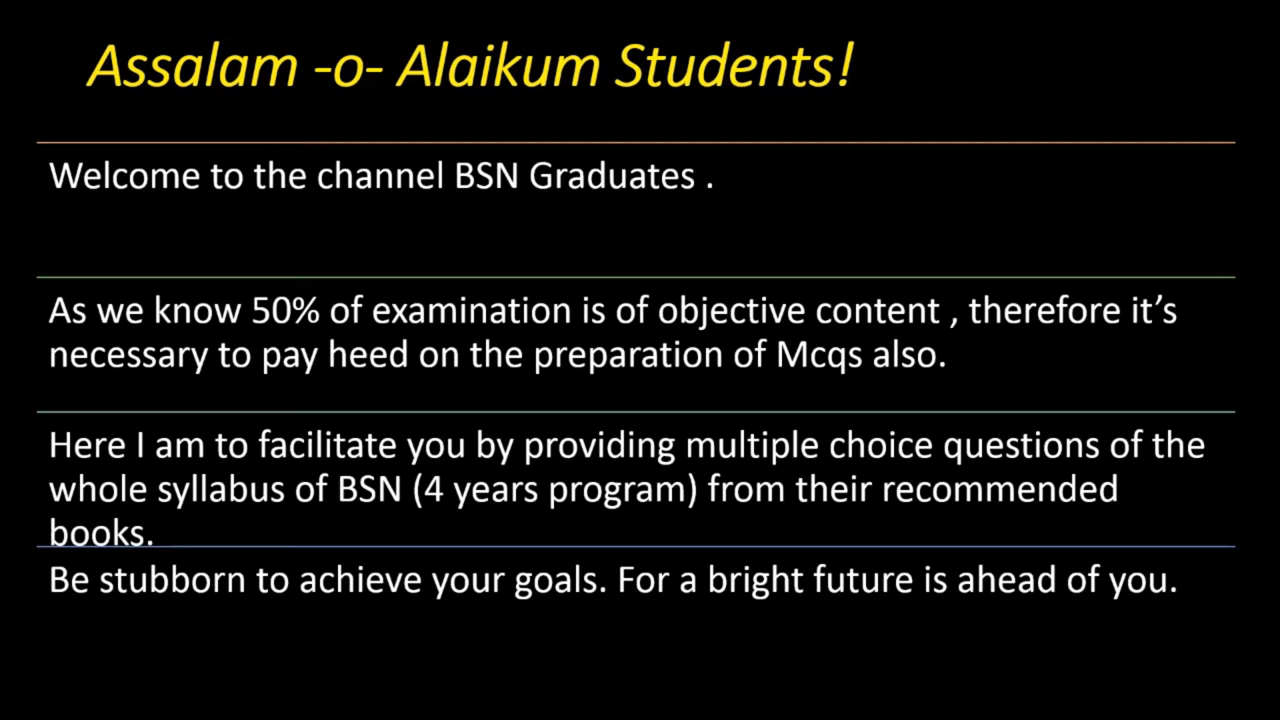 Assalam -o- Alaikum Students!
Welcome to the channel BSN Graduates .
As we know 50% of examination is of objective content , therefore it’s
necessary to pay heed on the preparation of Mcqs also.
Here I am to facilitate you by providing multiple choice questions of the
whole syllabus of BSN (4 years program) from their recommended
books.
Be stubborn to achieve your goals. For a bright future is ahead of you.